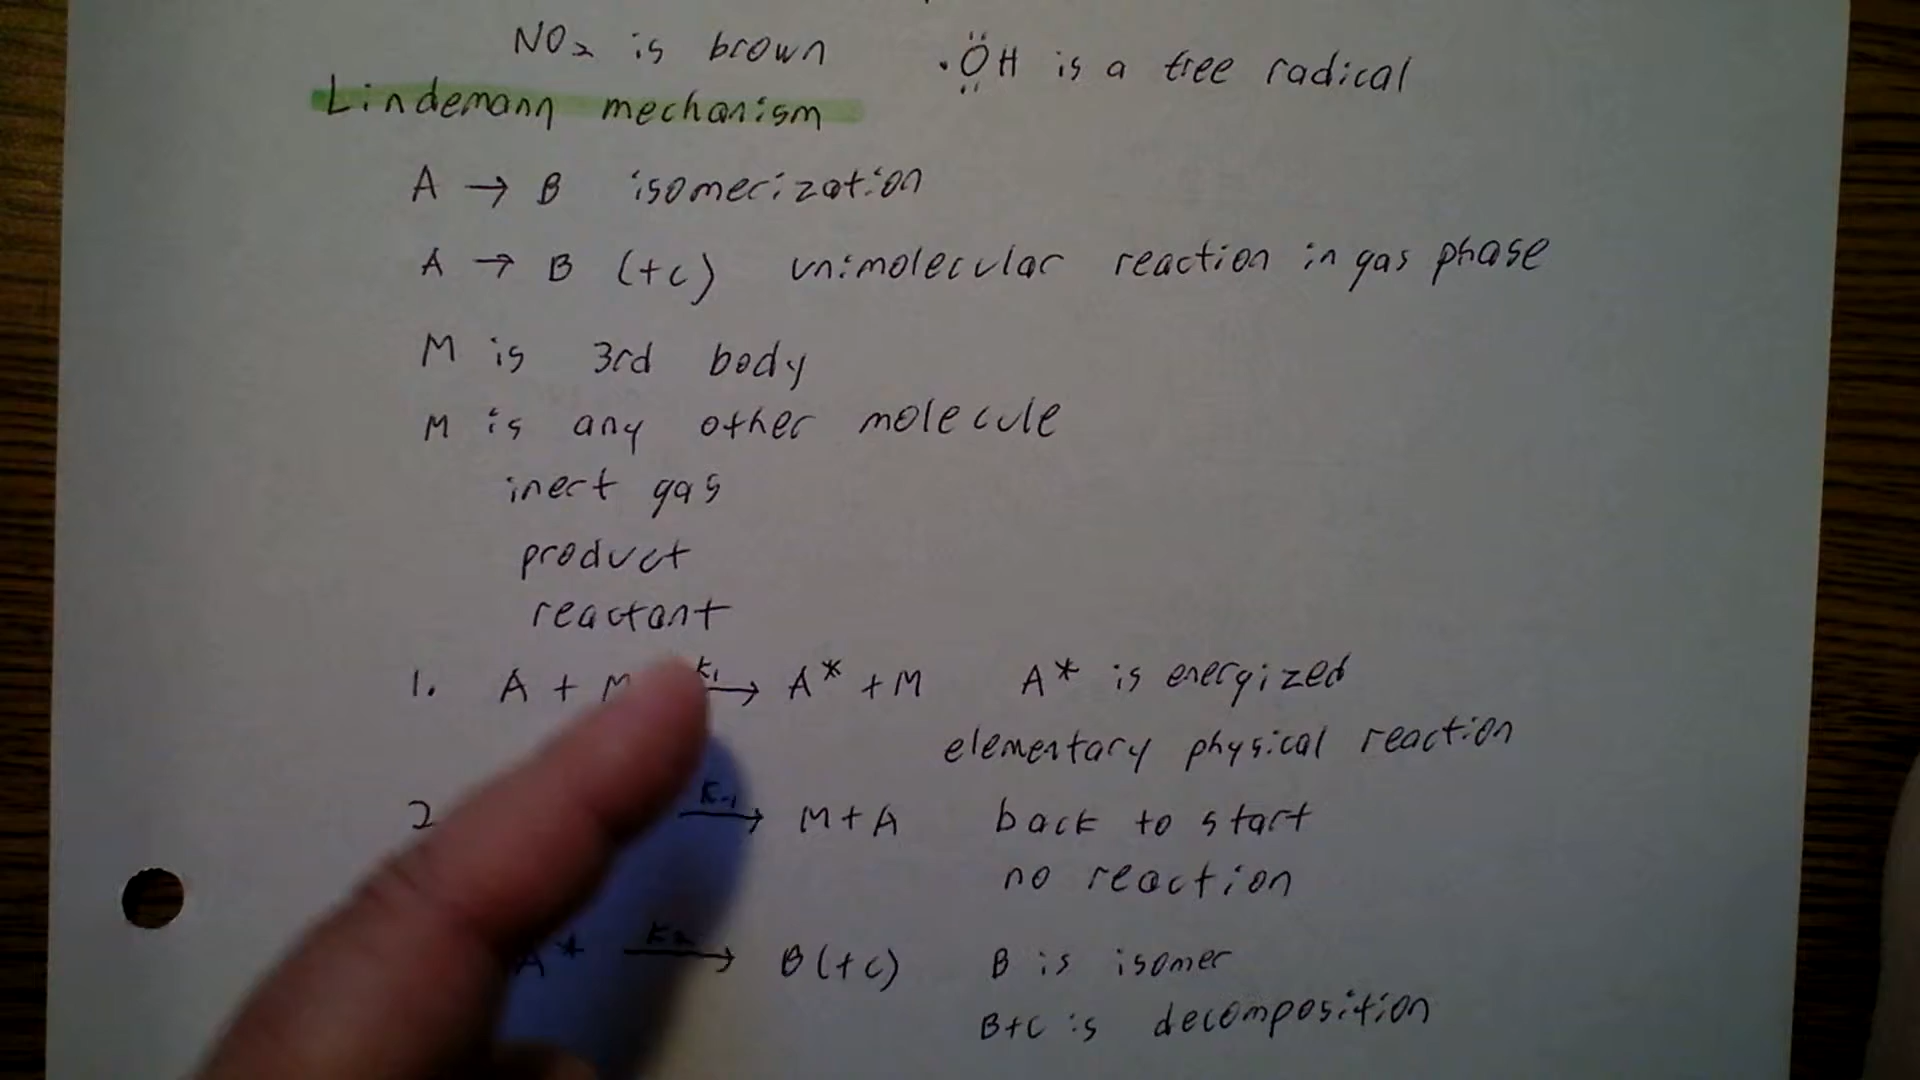 NO₂ is brown
·ÖH is a free radical
Lindemann mechanism
A → B isomerization
A → B (+C) unimolecular reaction in gas phase
M is 3rd body
M is any other molecule
inert gas
product
reactant
1. A + M k₁ → A* + M A* is energized
elementary physical reaction
2 k₋₁ → M + A back to start
no reaction
A* k₂ → B(+C) B is isomer
B+C is decomposition